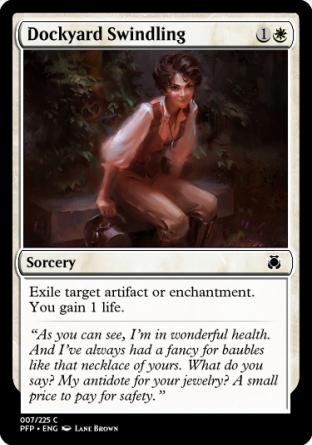 Dockyard Swindling 1
Sorcery
Exile target artifact or enchantment.
You gain 1 life.
“As you can see, I’m in wonderful health.
And I’ve always had a fancy for baubles
like that necklace of yours. What do you
say? My antidote for your jewelry? A small
price to pay for safety.”
007/225 C
PFP • ENG LANE BROWN